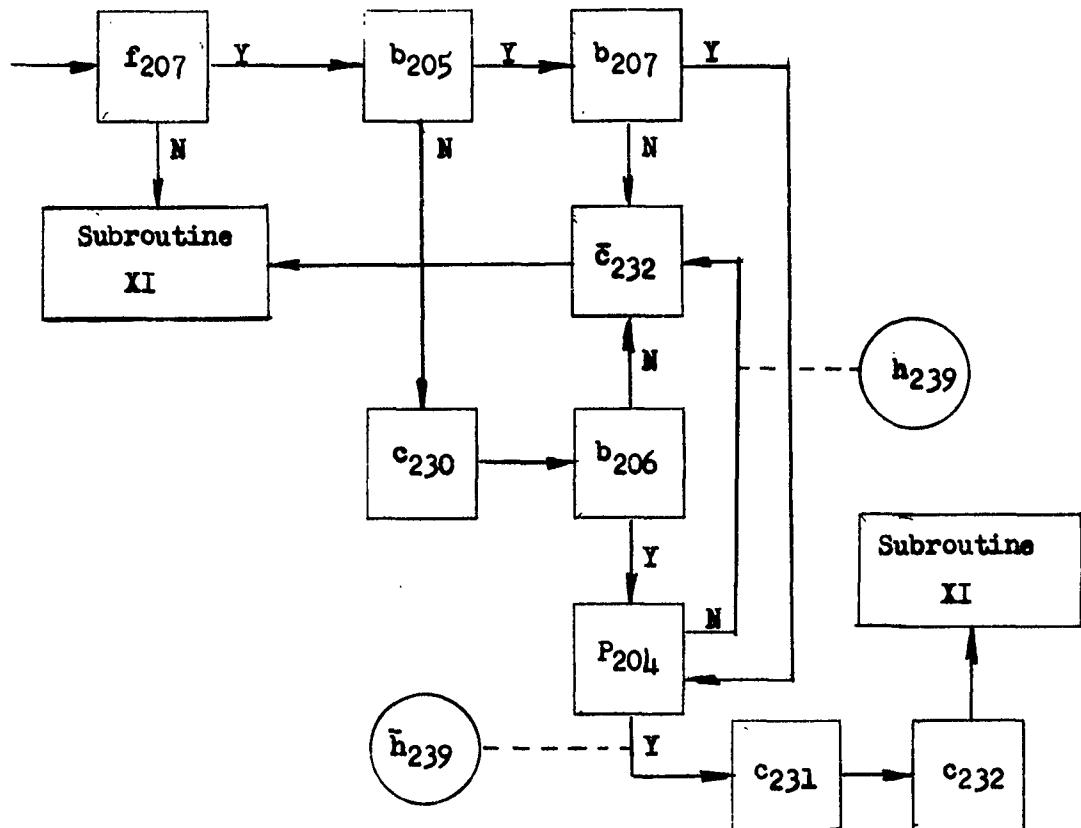 f₂₀₇ Y b₂₀₅ Y b₂₀₇ Y
N N N
Subroutine
XI
c̄₂₃₂
N
h₂₃₉
c₂₃₀ b₂₀₆
Y
Subroutine
XI
P₂₀₄ N
h̄₂₃₉ Y
c₂₃₁ c₂₃₂